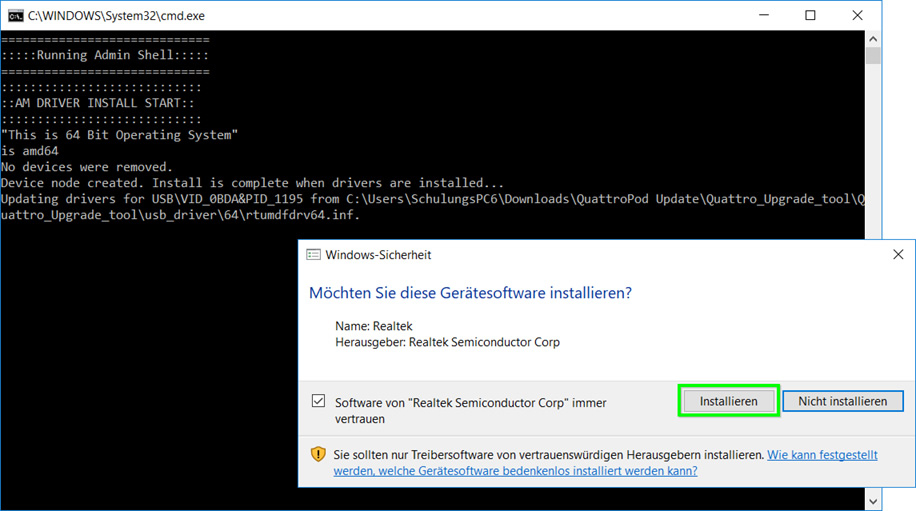 C:\WINDOWS\System32\cmd.exe
=============================
:::::Running Admin Shell:::::
=============================
::::::::::::::::::::::::::::
::AM DRIVER INSTALL START::
::::::::::::::::::::::::::::
"This is 64 Bit Operating System"
is amd64
No devices were removed.
Device node created. Install is complete when drivers are installed...
Updating drivers for USB\VID_0BDA&PID_1195 from C:\Users\SchulungsPC6\Downloads\QuattroPod Update\Quattro_Upgrade_tool\Q
uattro_Upgrade_tool\usb_driver\64\rtumdfdrv64.inf.
Windows-Sicherheit
Möchten Sie diese Gerätesoftware installieren?
Name: Realtek
Herausgeber: Realtek Semiconductor Corp
Software von "Realtek Semiconductor Corp" immer
vertrauen
Installieren
Nicht installieren
Sie sollten nur Treibersoftware von vertrauenswürdigen Herausgebern installieren. Wie kann festgestellt
werden, welche Gerätesoftware bedenkenlos installiert werden kann?